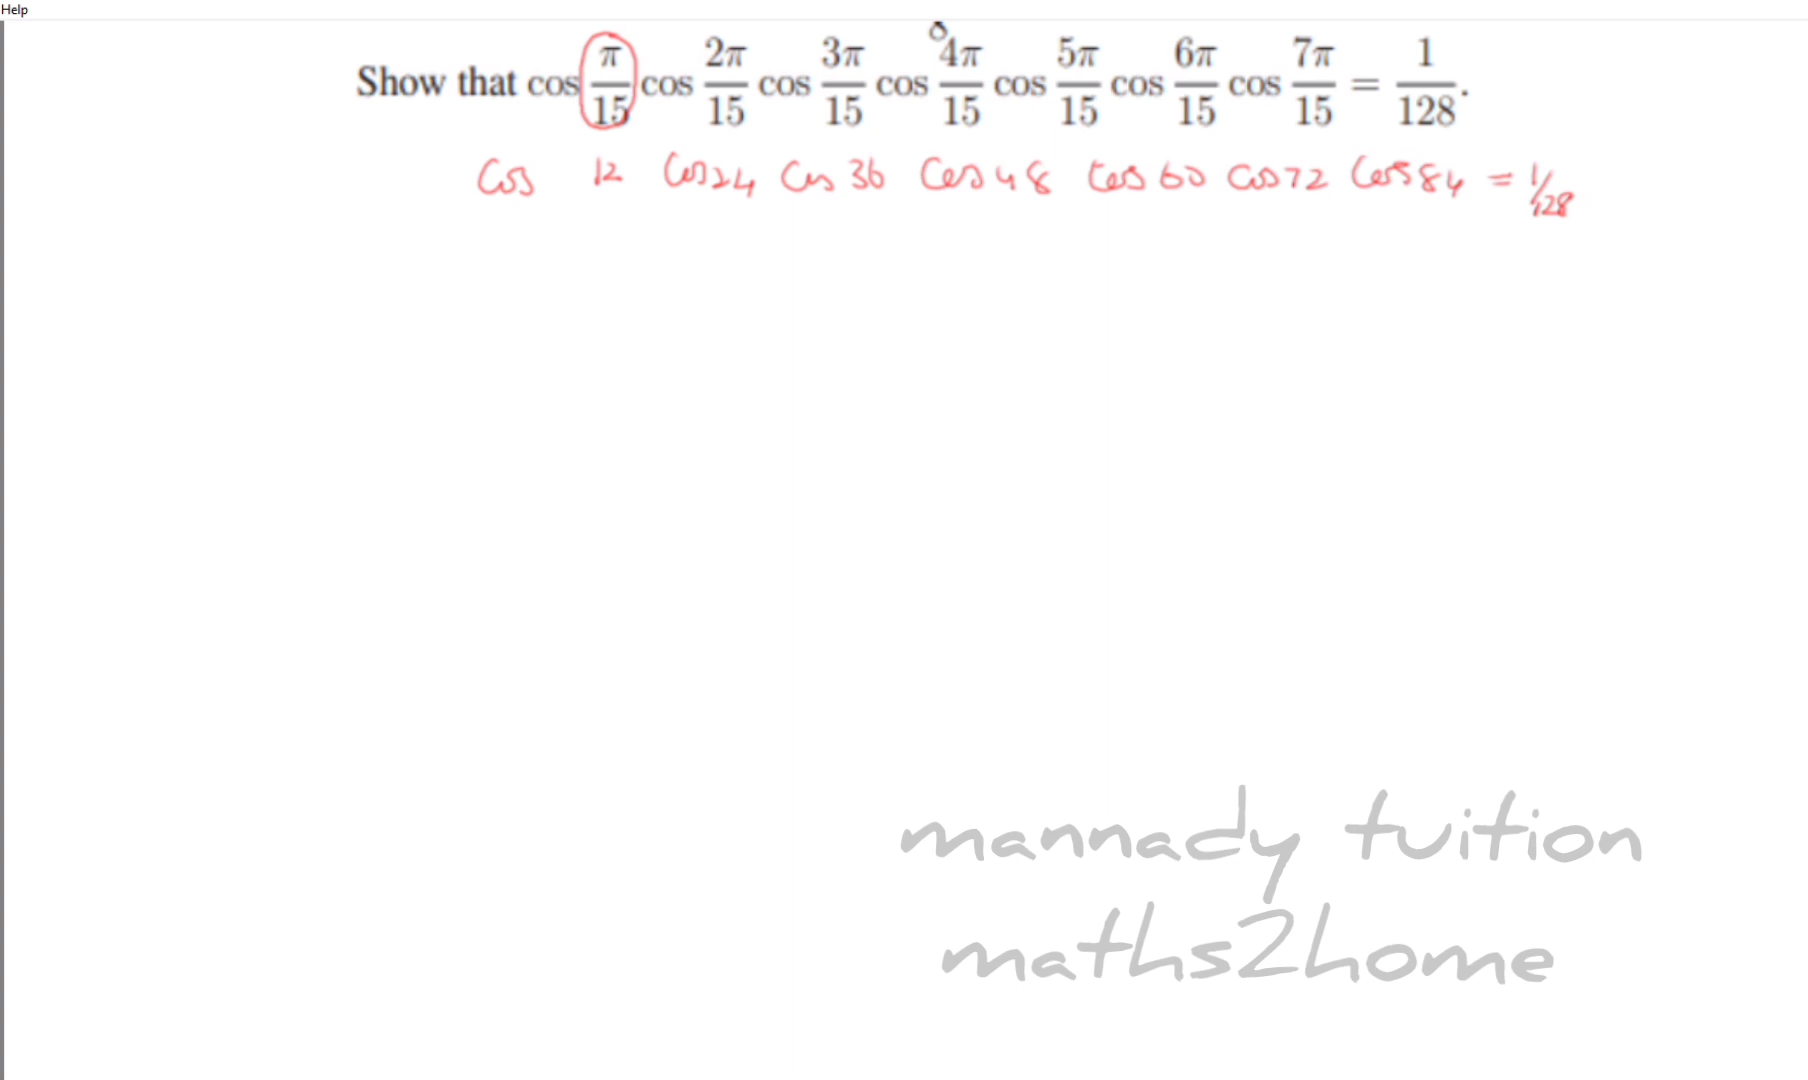 Help
Show that cos π/15 cos 2π/15 cos 3π/15 cos 4π/15 cos 5π/15 cos 6π/15 cos 7π/15 = 1/128.
Cos 12 Cos 24 Cos 36 Cos 48 Cos 60 Cos 72 Cos 84 = 1/128
mannady tuition
maths2home